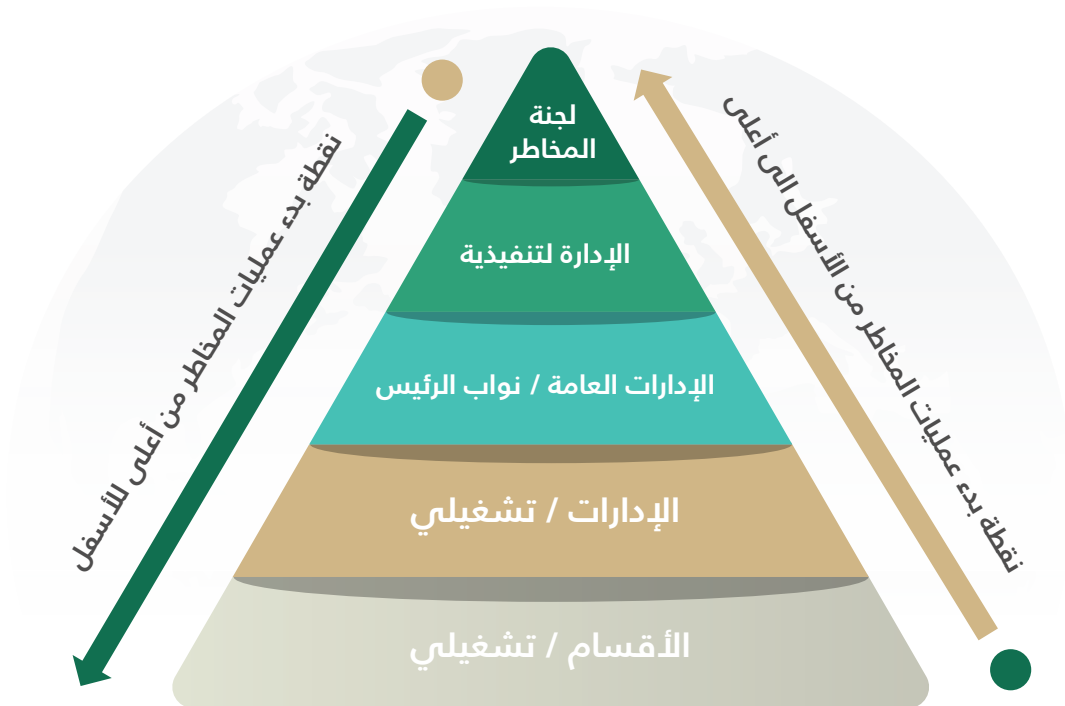 لجنة
المخاطر
الإدارة لتنفيذية
الإدارات العامة / نواب الرئيس
الإدارات / تشغيلي
الأقسام / تشغيلي
نقطة بدء عمليات المخاطر من الأسفل الى أعلى
نقطة بدء عمليات المخاطر من أعلى للأسفل